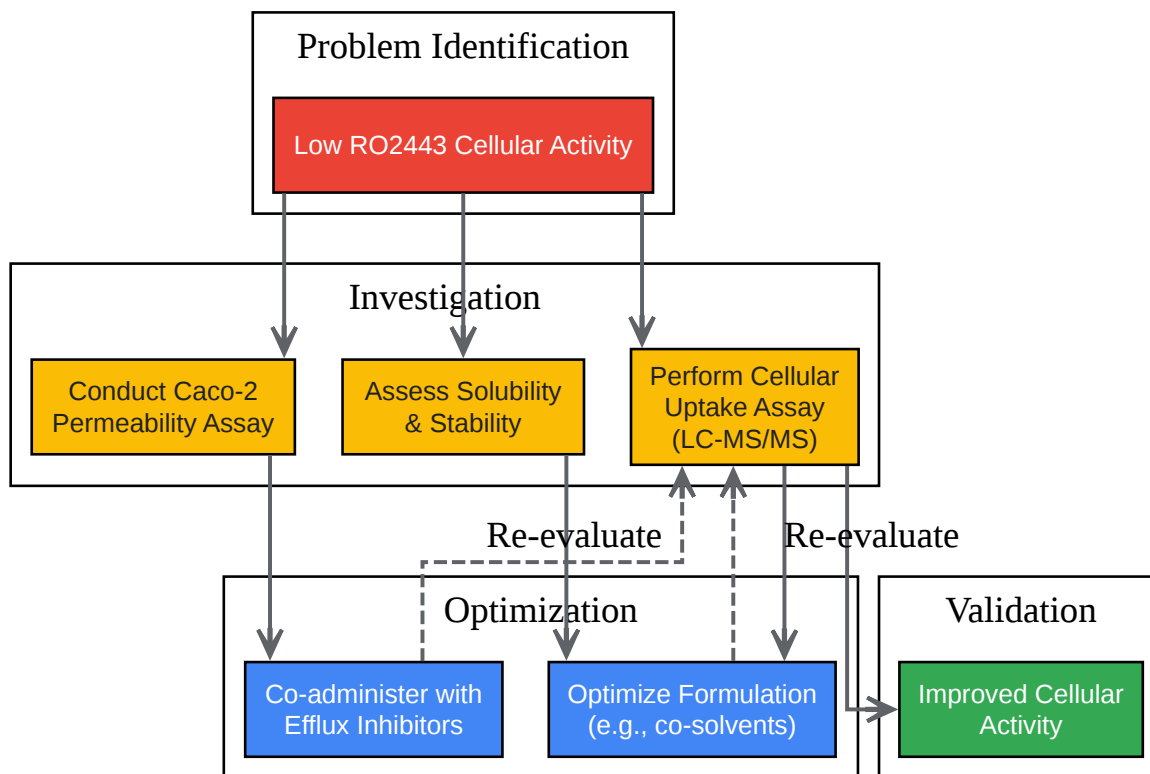 Problem Identification
Low RO2443 Cellular Activity
Investigation
Conduct Caco-2
Permeability Assay
Assess Solubility
& Stability
Perform Cellular
Uptake Assay
(LC-MS/MS)
Re-evaluate
Re-evaluate
Optimization
Co-administer with
Efflux Inhibitors
Optimize Formulation
(e.g., co-solvents)
Validation
Improved Cellular
Activity